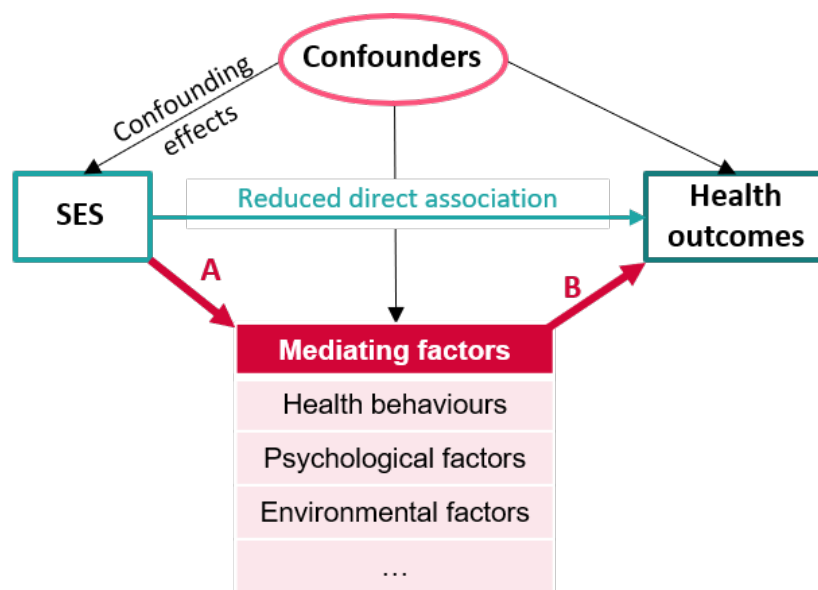 Confounders
Confounding
effects
SES
Reduced direct association
Health
outcomes
A
B
Mediating factors
Health behaviours
Psychological factors
Environmental factors
...